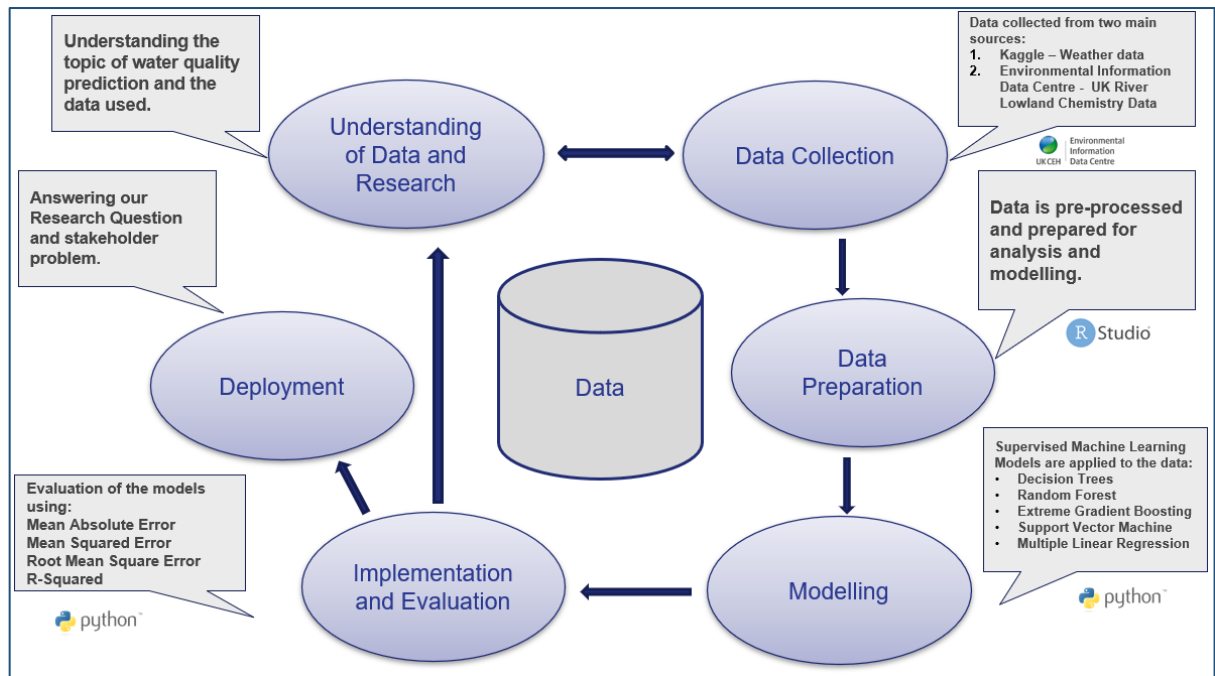 Understanding the
topic of water quality
prediction and the
data used.
Understanding
of Data and
Research
Data Collection
Data collected from two main
sources:
1. Kaggle – Weather data
2. Environmental Information
Data Centre - UK River
Lowland Chemistry Data
UKCEH
Environmental
Information
Data Centre
Answering our
Research Question
and stakeholder
problem.
Data is pre-processed
and prepared for
analysis and
modelling.
R Studio
Deployment
Data
Data
Preparation
Evaluation of the models
using:
Mean Absolute Error
Mean Squared Error
Root Mean Square Error
R-Squared
python™
Implementation
and Evaluation
Modelling
Supervised Machine Learning
Models are applied to the data:
• Decision Trees
• Random Forest
• Extreme Gradient Boosting
• Support Vector Machine
• Multiple Linear Regression
python™